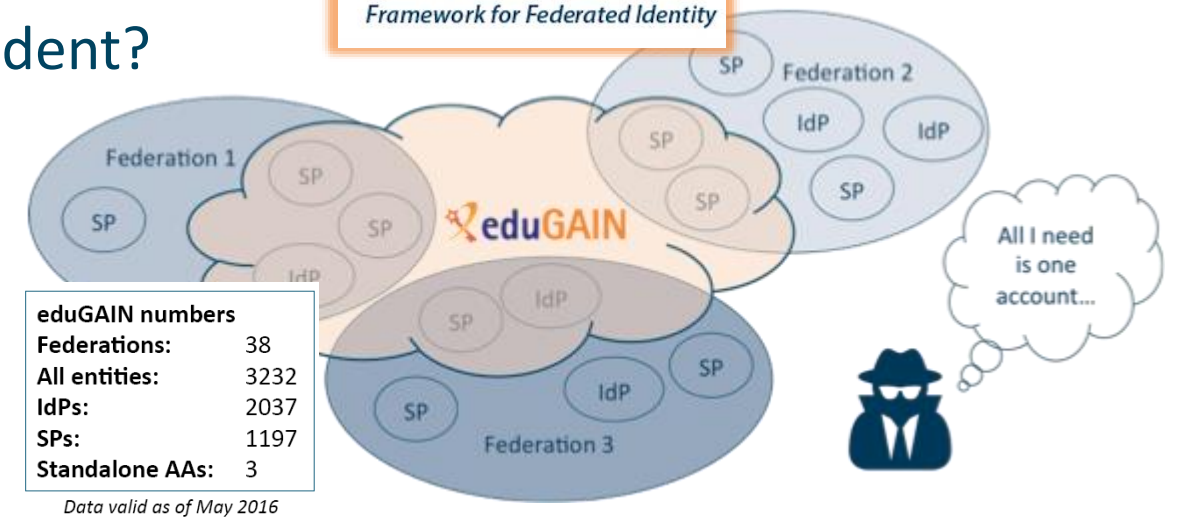 Framework for Federated Identity
dent?
SP
Federation 2
IdP
IdP
SP
SP
SP
Federation 1
SP
SP
SP
IdP
eduGAIN
All I need
is one
account...
IdP
SP
SP
IdP
SP
Federation 3
eduGAIN numbers
Federations: 38
All entities: 3232
IdPs: 2037
SPs: 1197
Standalone AAs: 3
Data valid as of May 2016